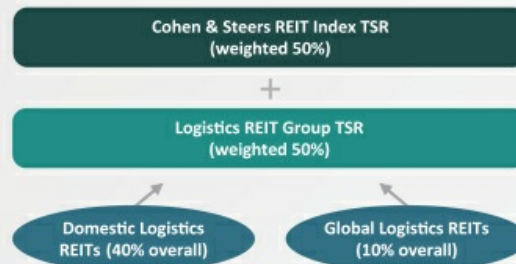 Cohen & Steers REIT Index TSR
(weighted 50%)
+
Logistics REIT Group TSR
(weighted 50%)
Domestic Logistics
REITs (40% overall)
Global Logistics REITs
(10% overall)